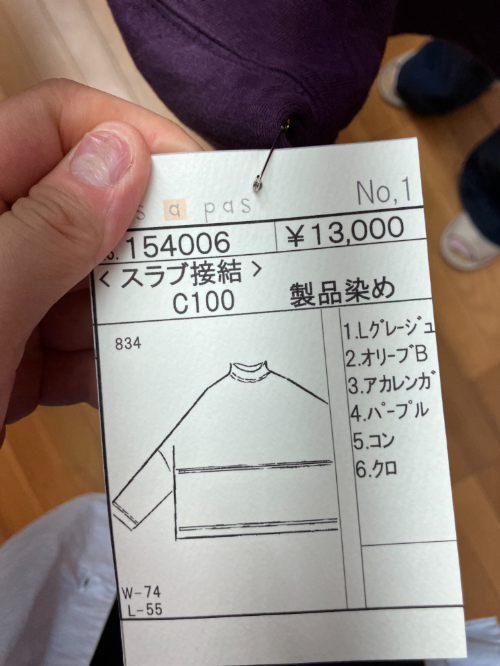 s a pas
No,1
154006
¥13,000
<スラブ接結>
C100
製品染め
834
1.Lグレージュ
2.オリーブB
3.アカレンガ
4.パープル
5.コン
6.クロ
W-74
L-55